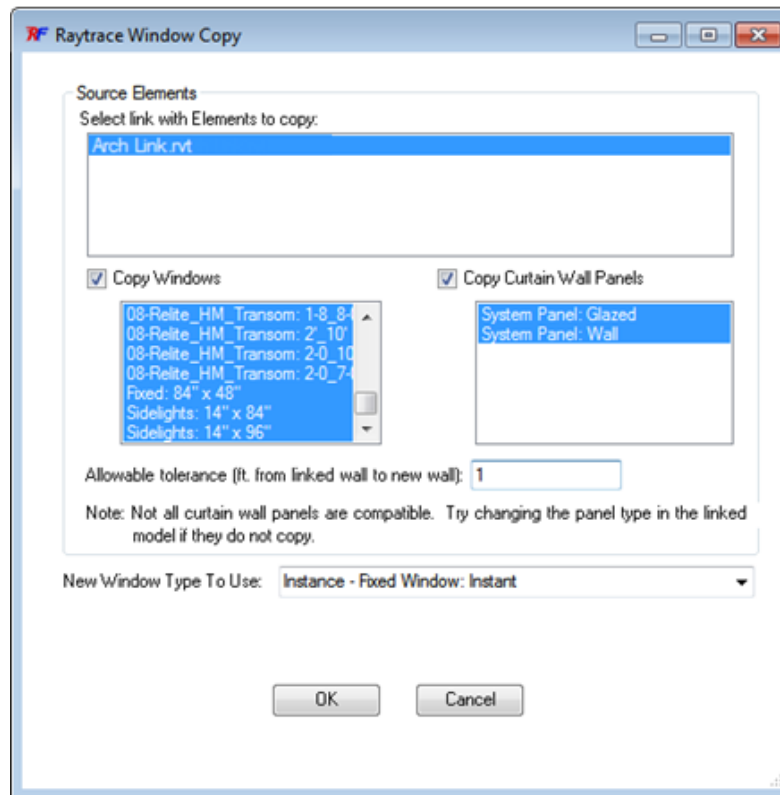 RF Raytrace Window Copy
Source Elements
Select link with Elements to copy:
Arch Link.rvt
Copy Windows
Copy Curtain Wall Panels
08-Relite_HM_Transom: 1-8_8-
08-Relite_HM_Transom: 2'_10'
08-Relite_HM_Transom: 2-0_10
08-Relite_HM_Transom: 2-0_7-
Fixed: 84" x 48"
Sidelights: 14" x 84"
Sidelights: 14" x 96"
System Panel: Glazed
System Panel: Wall
Allowable tolerance (ft. from linked wall to new wall): 1
Note: Not all curtain wall panels are compatible. Try changing the panel type in the linked
model if they do not copy.
New Window Type To Use: Instance - Fixed Window: Instant
OK Cancel